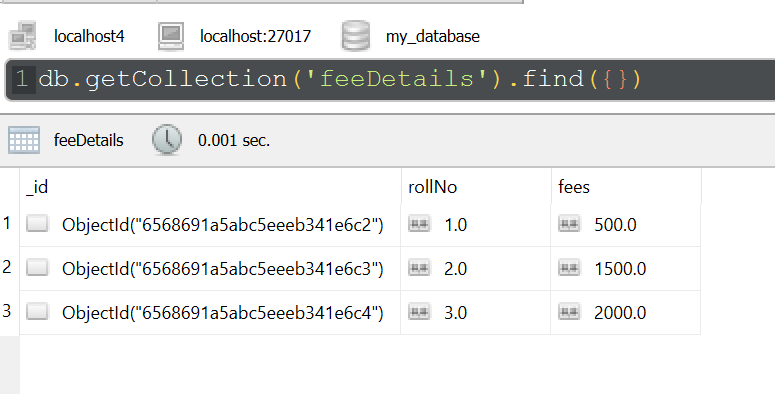 localhost4 localhost:27017 my_database
1 db.getCollection('feeDetails').find({})
feeDetails 0.001 sec.
_id rollNo fees
1 ObjectId("6568691a5abc5eeeb341e6c2") 1.0 500.0
2 ObjectId("6568691a5abc5eeeb341e6c3") 2.0 1500.0
3 ObjectId("6568691a5abc5eeeb341e6c4") 3.0 2000.0